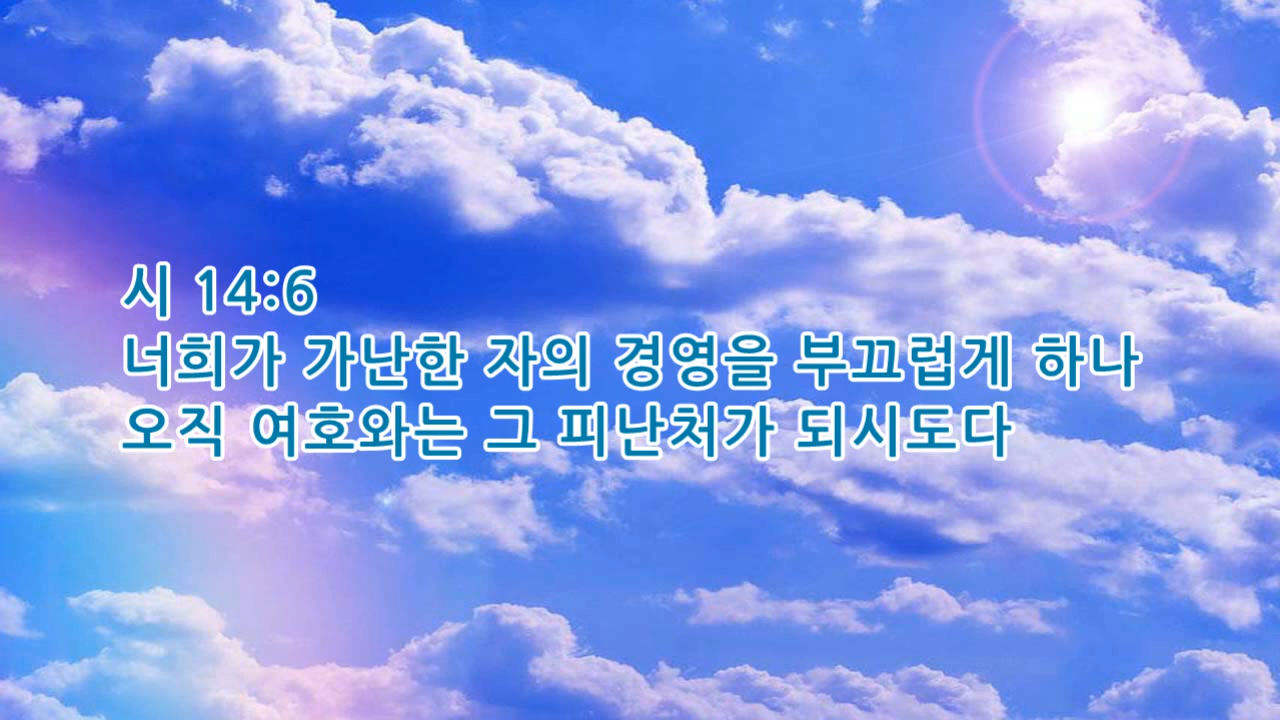 시 14:6
너희가 가난한 자의 경영을 부끄럽게 하나
오직 여호와는 그 피난처가 되시도다